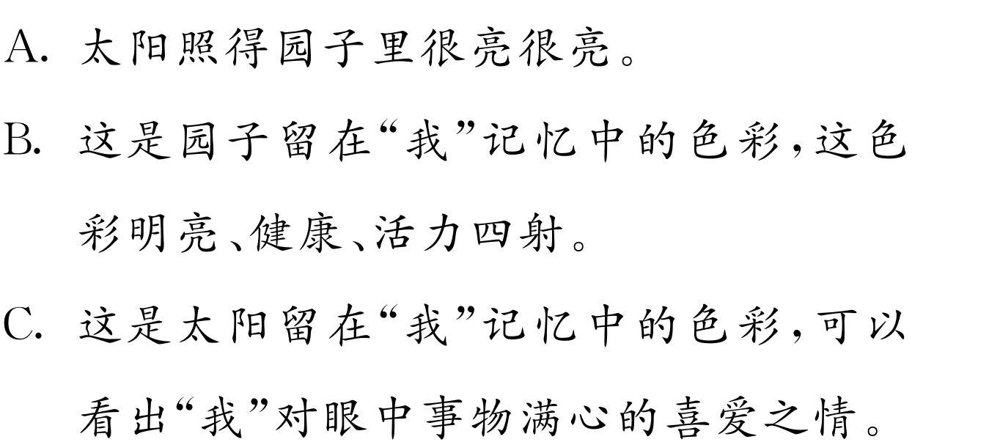 A. 太阳照得园子里很亮很亮。
B. 这是园子留在“我”记忆中的色彩,这色
彩明亮、健康、活力四射。
C. 这是太阳留在“我”记忆中的色彩,可以
看出“我”对眼中事物满心的喜爱之情。